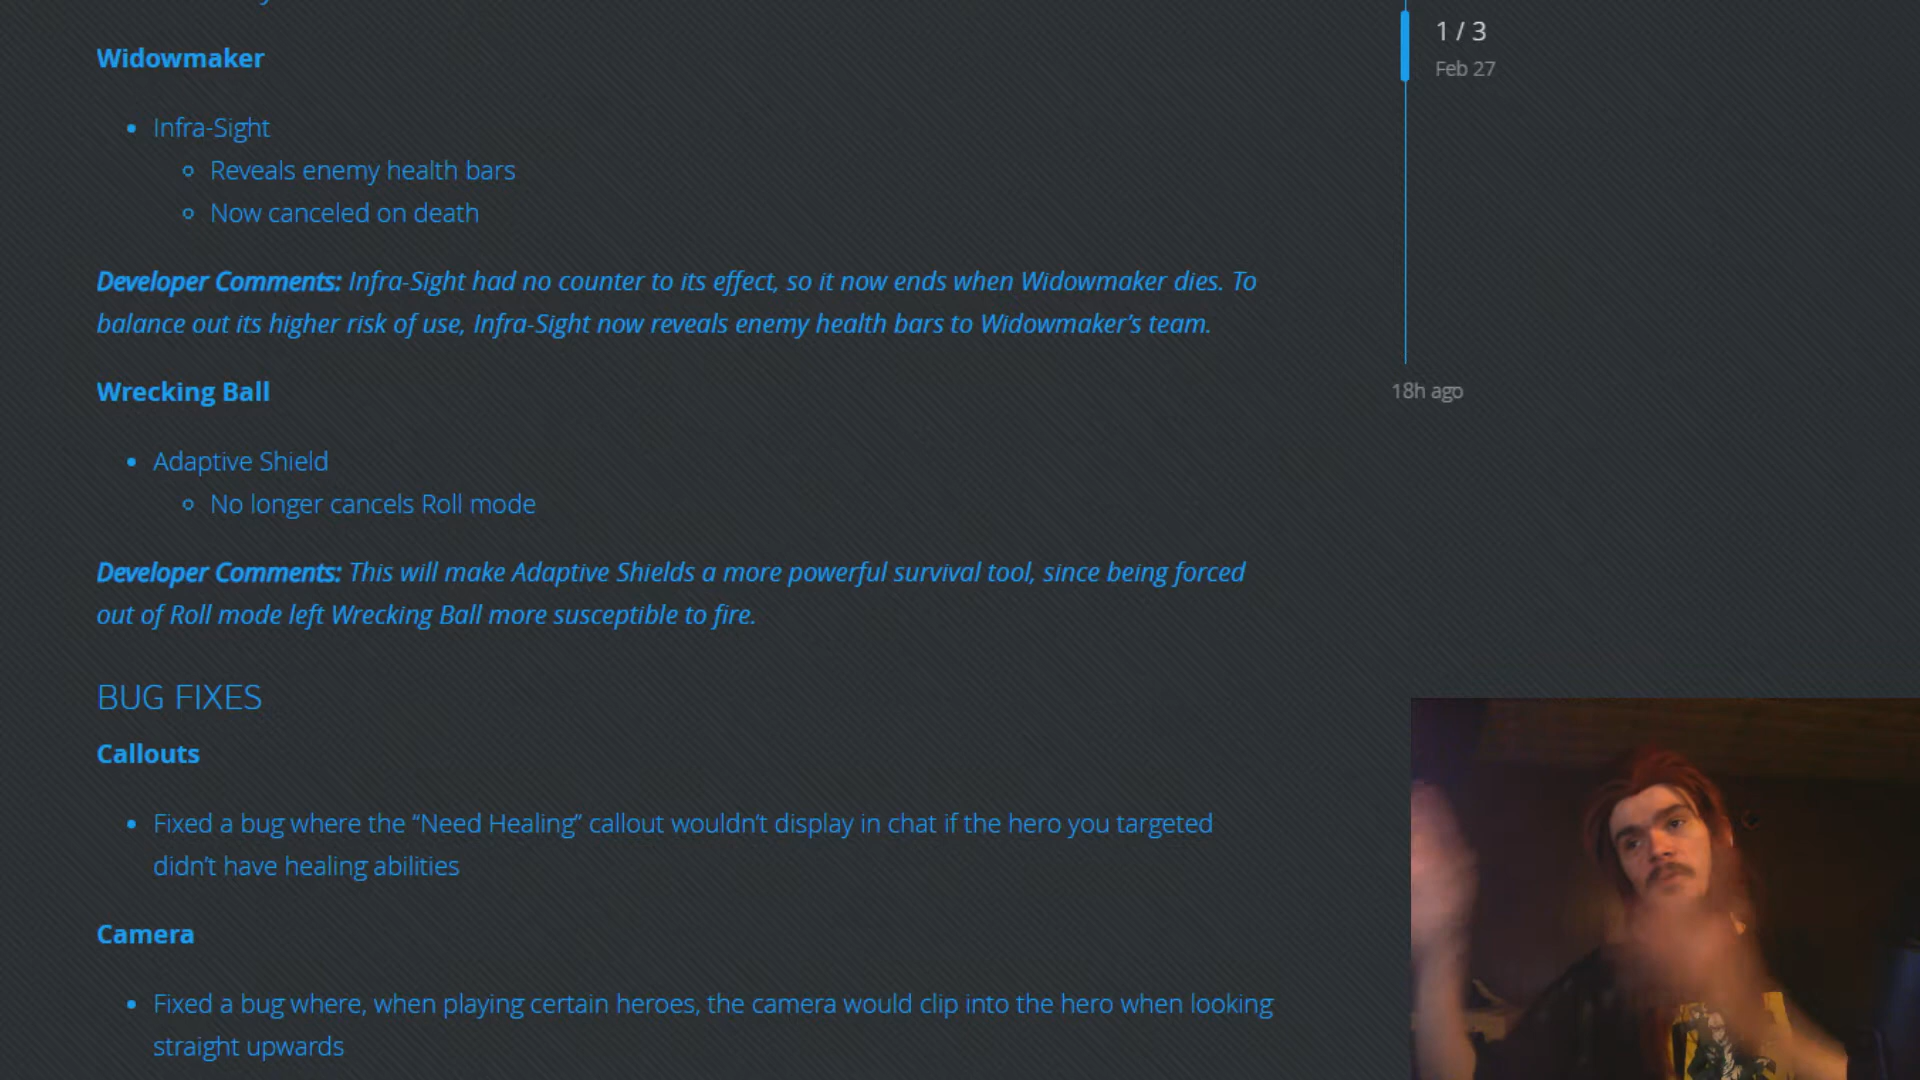 Widowmaker
1 / 3
Feb 27
Infra-Sight
Reveals enemy health bars
Now canceled on death
Developer Comments: Infra-Sight had no counter to its effect, so it now ends when Widowmaker dies. To
balance out its higher risk of use, Infra-Sight now reveals enemy health bars to Widowmaker’s team.
Wrecking Ball
18h ago
Adaptive Shield
No longer cancels Roll mode
Developer Comments: This will make Adaptive Shields a more powerful survival tool, since being forced
out of Roll mode left Wrecking Ball more susceptible to fire.
BUG FIXES
Callouts
Fixed a bug where the “Need Healing” callout wouldn’t display in chat if the hero you targeted
didn’t have healing abilities
Camera
Fixed a bug where, when playing certain heroes, the camera would clip into the hero when looking
straight upwards